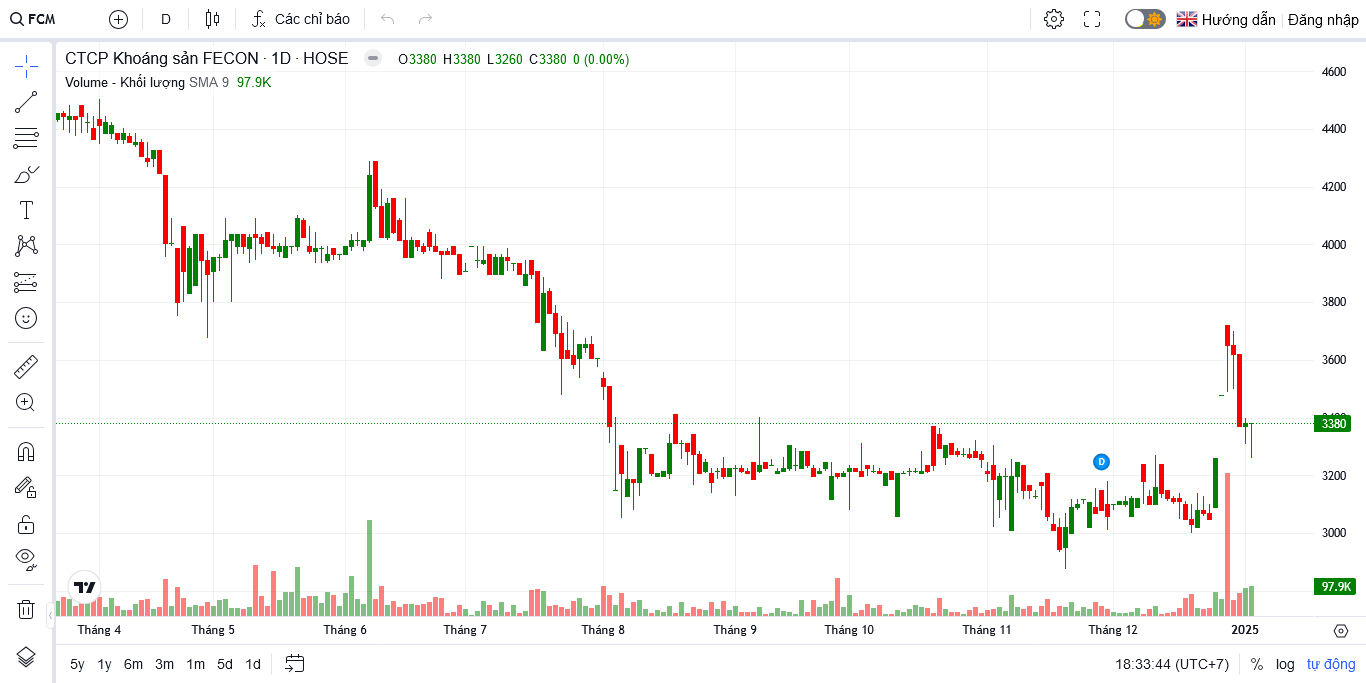 FCM D Các chỉ báo Hướng dẫn Đăng nhập
CTCP Khoáng sản FECON · 1D · HOSE O3380 H3380 L3260 C3380 0 (0.00%)
Volume - Khối lượng SMA 9 97.9K
4600
4400
4200
4000
3800
3600
3400
3380
3200
3000
D
97.9K
Tháng 4 Tháng 5 Tháng 6 Tháng 7 Tháng 8 Tháng 9 Tháng 10 Tháng 11 Tháng 12 2025
5y 1y 6m 3m 1m 5d 1d 18:33:44 (UTC+7) % log tự động